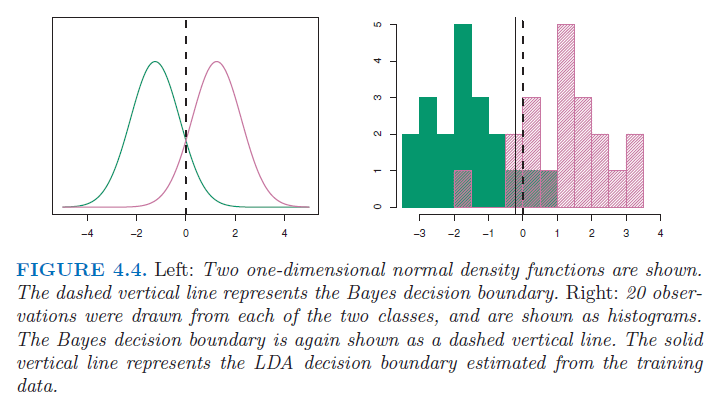 −4 −2 0 2 4
0 1 2 3 4 5
−3 −2 −1 0 1 2 3 4
FIGURE 4.4. Left: Two one-dimensional normal density functions are shown.
The dashed vertical line represents the Bayes decision boundary. Right: 20 obser-
vations were drawn from each of the two classes, and are shown as histograms.
The Bayes decision boundary is again shown as a dashed vertical line. The solid
vertical line represents the LDA decision boundary estimated from the training
data.